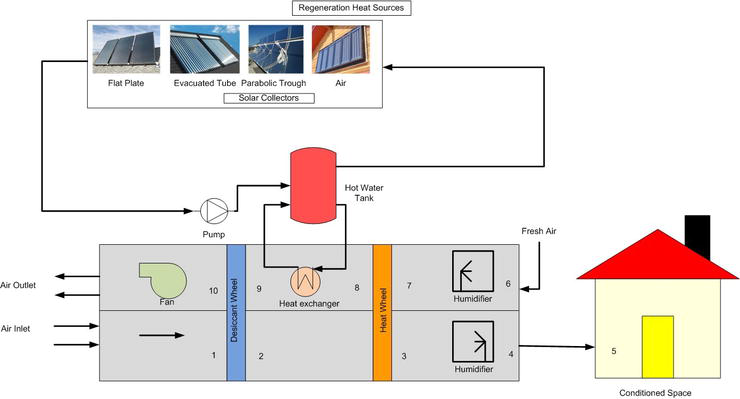 Regeneration Heat Sources
Flat Plate
Evacuated Tube
Parabolic Trough
Air
Solar Collectors
Hot Water
Tank
Pump
Fresh Air
Air Outlet
Air Inlet
Fan
10
Desiccant Wheel
9
Heat exchanger
8
Heat Wheel
7
Humidifier
6
1
2
3
Humidifier
4
5
Conditioned Space